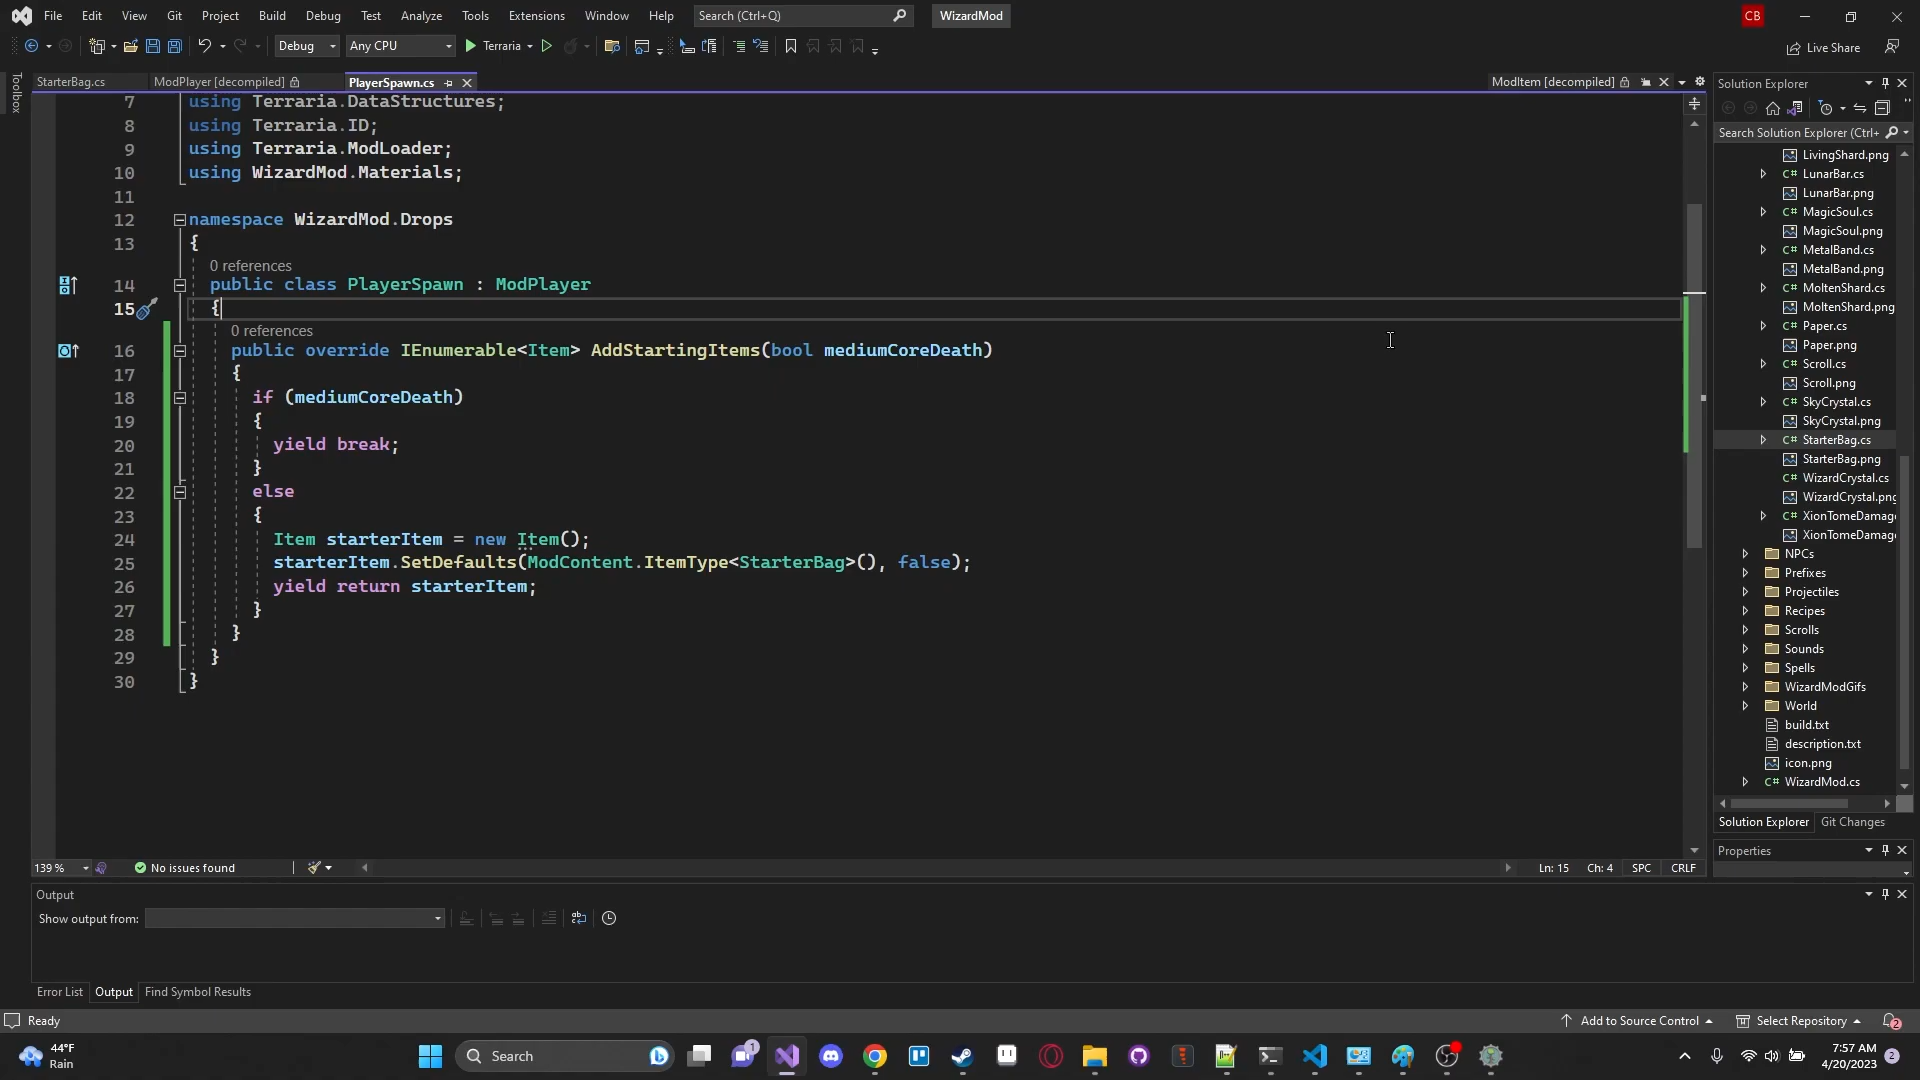 File Edit View Git Project Build Debug Test Analyze Tools Extensions Window Help Search (Ctrl+Q) WizardMod CB
Debug Any CPU Terraria Live Share
Toolbox
StarterBag.cs ModPlayer [decompiled] PlayerSpawn.cs ModItem [decompiled]
7 using Terraria.DataStructures;
8 using Terraria.ID;
9 using Terraria.ModLoader;
10 using WizardMod.Materials;
11
12 namespace WizardMod.Drops
13 {
0 references
14 public class PlayerSpawn : ModPlayer
15 {
0 references
16 public override IEnumerable<Item> AddStartingItems(bool mediumCoreDeath)
17 {
18 if (mediumCoreDeath)
19 {
20 yield break;
21 }
22 else
23 {
24 Item starterItem = new Item();
25 starterItem.SetDefaults(ModContent.ItemType<StarterBag>(), false);
26 yield return starterItem;
27 }
28 }
29 }
30 }
139 % No issues found Ln: 15 Ch: 4 SPC CRLF
Solution Explorer
Search Solution Explorer (Ctrl+
LivingShard.png
C# LunarBar.cs
LunarBar.png
C# MagicSoul.cs
MagicSoul.png
C# MetalBand.cs
MetalBand.png
C# MoltenShard.cs
MoltenShard.png
C# Paper.cs
Paper.png
C# Scroll.cs
Scroll.png
C# SkyCrystal.cs
SkyCrystal.png
C# StarterBag.cs
StarterBag.png
C# WizardCrystal.cs
WizardCrystal.png
C# XionTomeDamage
XionTomeDamage
NPCs
Prefixes
Projectiles
Recipes
Scrolls
Sounds
Spells
WizardModGifs
World
build.txt
description.txt
icon.png
C# WizardMod.cs
Solution Explorer Git Changes
Properties
Output
Show output from:
Error List Output Find Symbol Results
Ready Add to Source Control Select Repository 2
44°F
Rain
Search
1
7:57 AM
4/20/2023
2